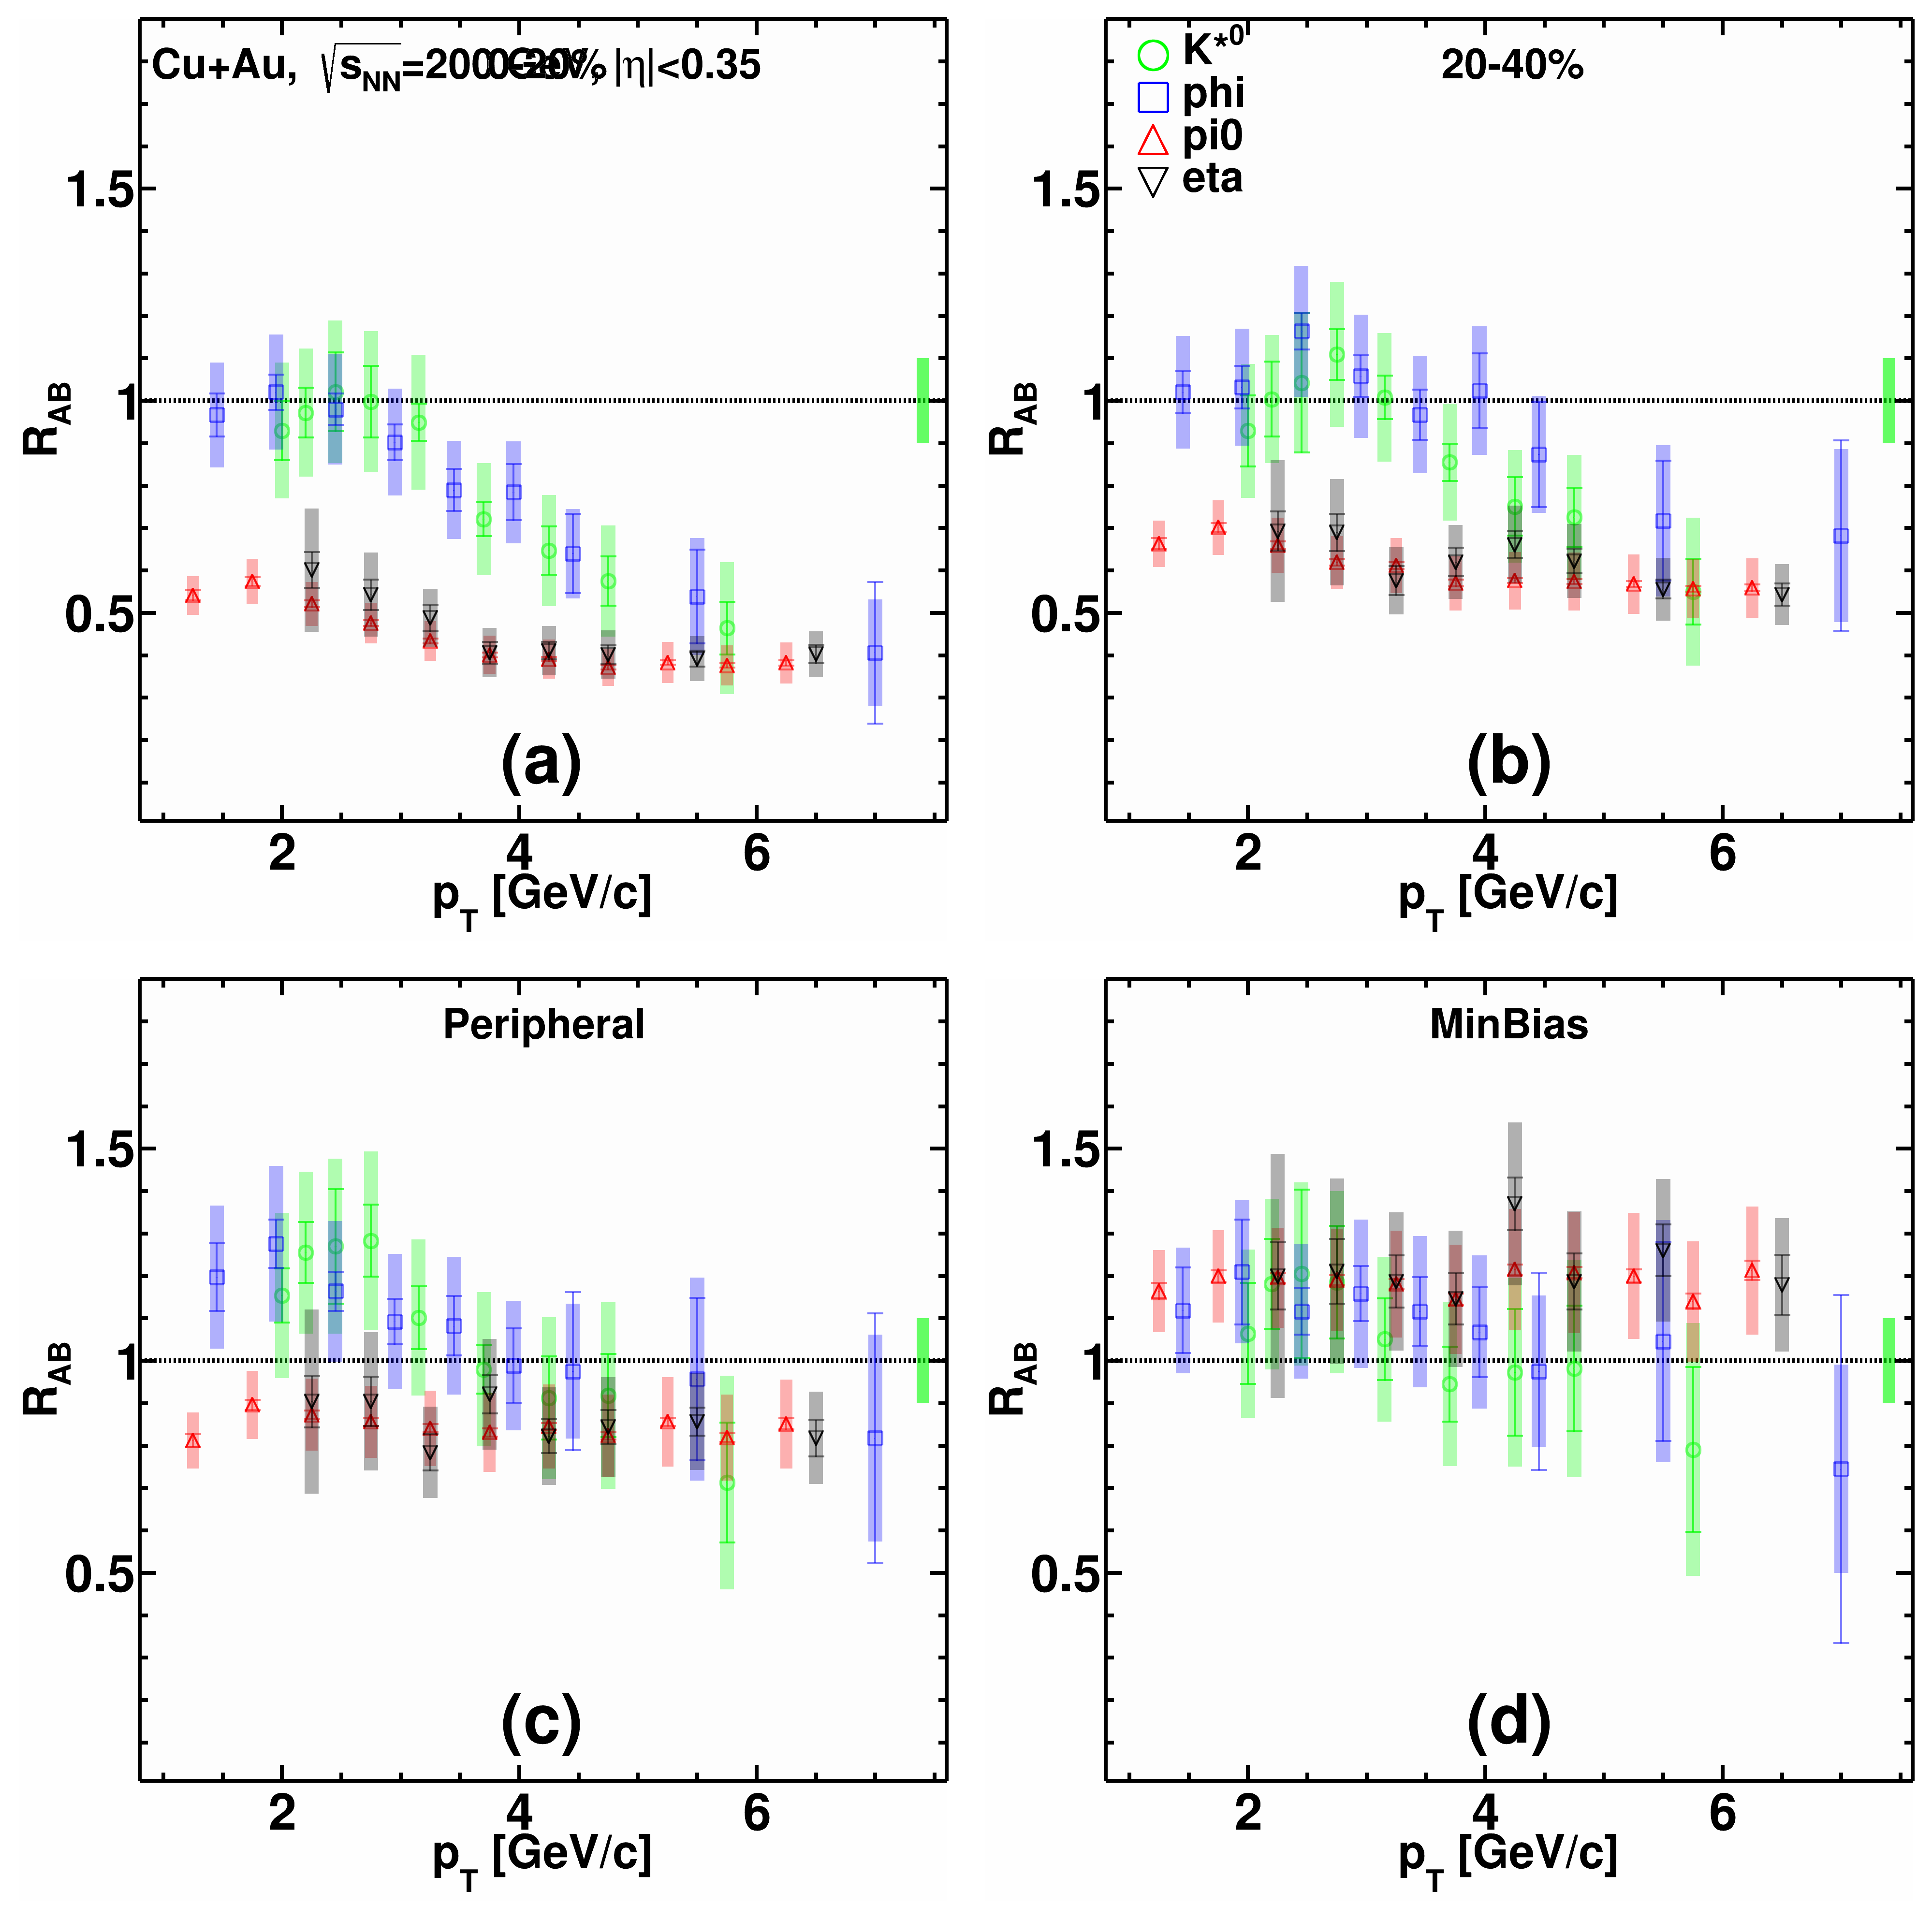 Cu+Au, √sNN=200 GeV, |η|<0.35
0-20%
1.5
1
0.5
RAB
(a)
2 4 6
pT [GeV/c]
K*0
phi
pi0
eta
20-40%
1.5
1
0.5
RAB
(b)
2 4 6
pT [GeV/c]
Peripheral
1.5
1
0.5
RAB
(c)
2 4 6
pT [GeV/c]
MinBias
1.5
1
0.5
RAB
(d)
2 4 6
pT [GeV/c]